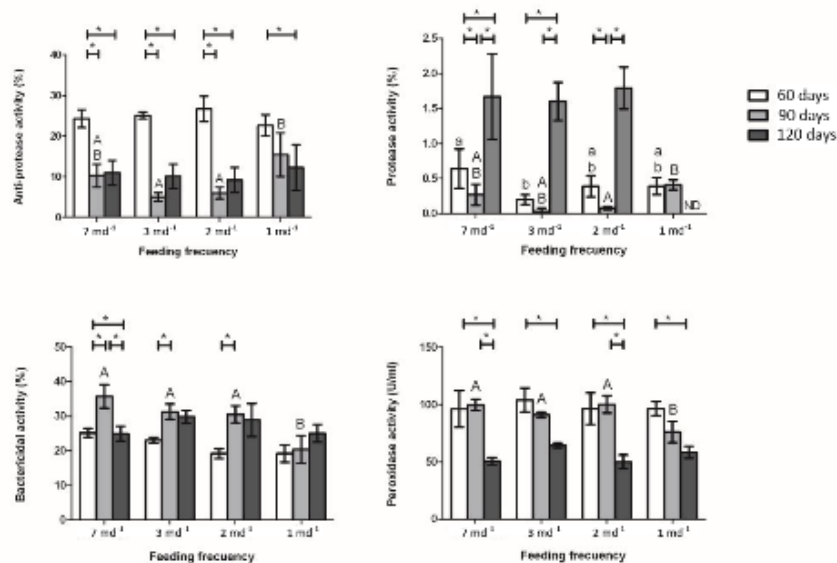 * * * *
* * * *
40
30
20
10
0
Anti-protease activity (%)
A
B
A
A
B
7 md⁻¹ 3 md⁻¹ 2 md⁻¹ 1 md⁻¹
Feeding frecuency
* *
* * * * *
2.5
2.0
1.5
1.0
0.5
0.0
Protease activity (%)
a
A
B
b
A
B
a
b
A
a
b
B
ND
7 md⁻¹ 3 md⁻¹ 2 md⁻¹ 1 md⁻¹
Feeding frecuency
60 days
90 days
120 days
*
* * * *
50
40
30
20
10
0
Bactericidal activity (%)
A
A
A
B
7 md⁻¹ 3 md⁻¹ 2 md⁻¹ 1 md⁻¹
Feeding frecuency
* * * *
* *
150
100
50
0
Peroxidase activity (U/ml)
A
A
A
B
7 md⁻¹ 3 md⁻¹ 2 md⁻¹ 1 md⁻¹
Feeding frecuency